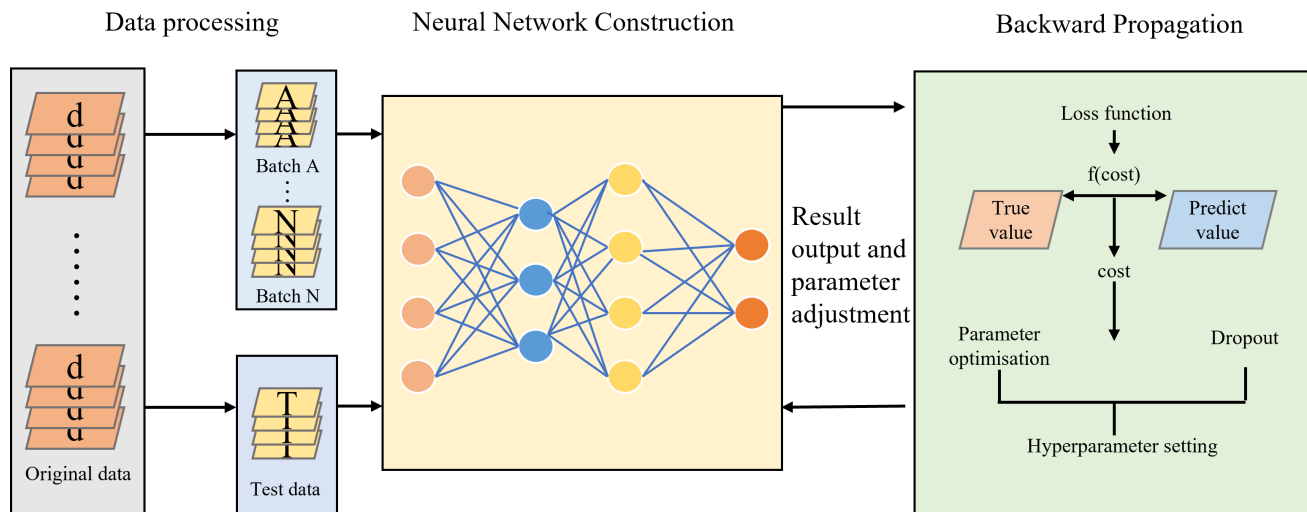 Data processing
Neural Network Construction
Backward Propagation
d
d
d
d
d
d
d
d
Original data
A
A
A
A
Batch A
N
N
N
N
Batch N
T
T
T
T
Test data
Result
output and
parameter
adjustment
Loss function
f(cost)
True
value
Predict
value
cost
Parameter
optimisation
Dropout
Hyperparameter setting